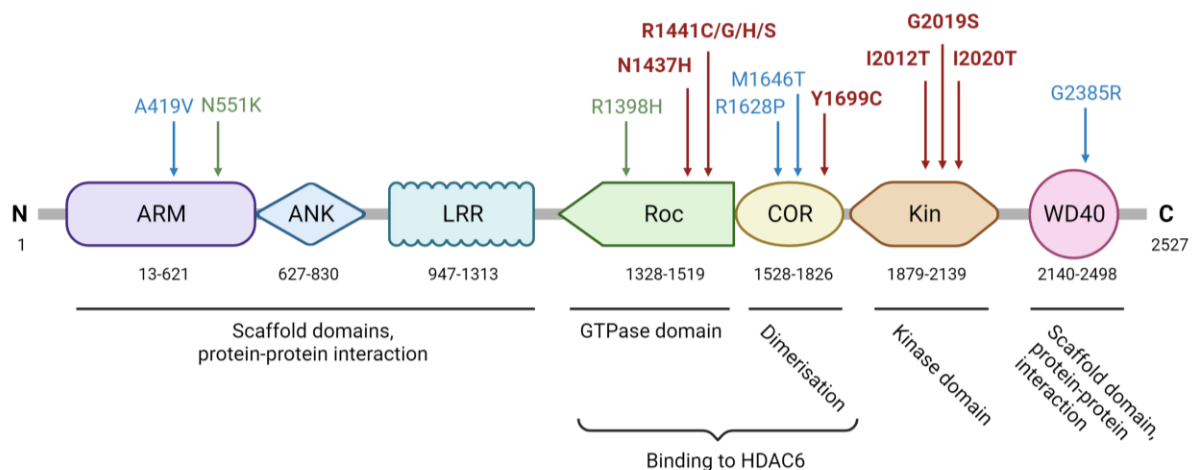 G2019S
R1441C/G/H/S
N1437H
I2012T
I2020T
M1646T
A419V
N551K
R1398H
R1628P
Y1699C
G2385R
N
ARM
ANK
LRR
Roc
COR
Kin
WD40
C
1
2527
13-621
627-830
947-1313
1328-1519
1528-1826
1879-2139
2140-2498
Scaffold domains,
protein-protein interaction
GTPase domain
Dimerisation
Kinase domain
Scaffold domain,
protein-protein
interaction
Binding to HDAC6